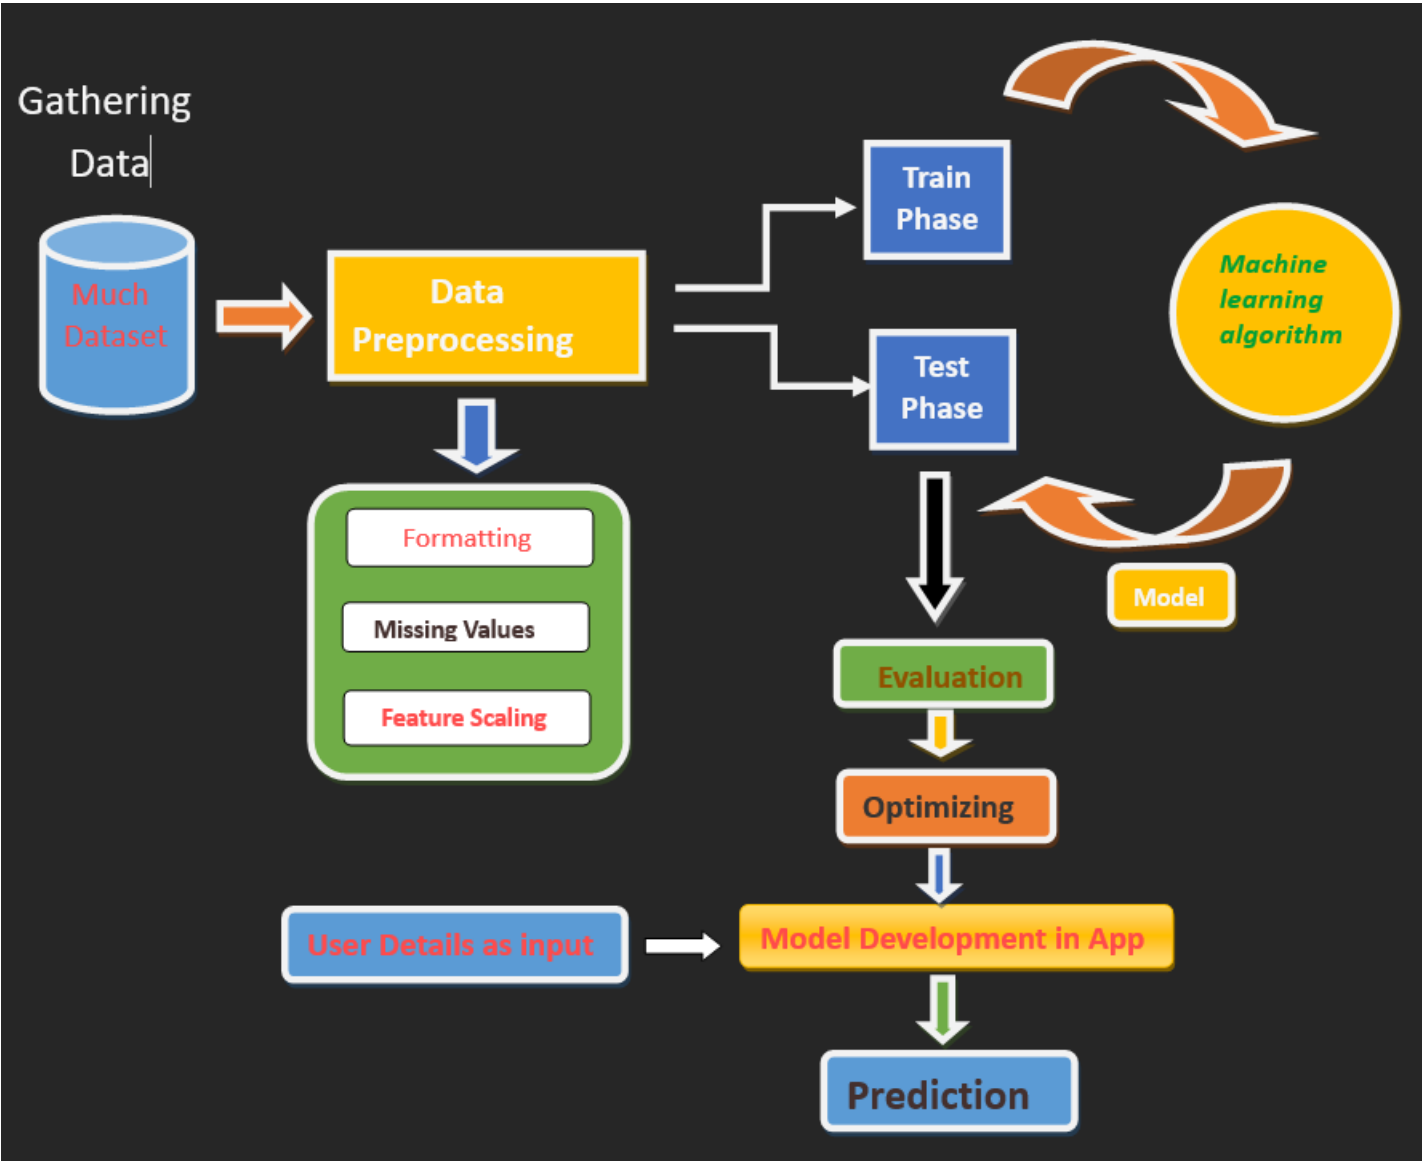 Gathering
Data
Much
Dataset
Data
Preprocessing
Train
Phase
Test
Phase
Machine
learning
algorithm
Formatting
Missing Values
Feature Scaling
Model
Evaluation
Optimizing
User Details as input
Model Development in App
Prediction